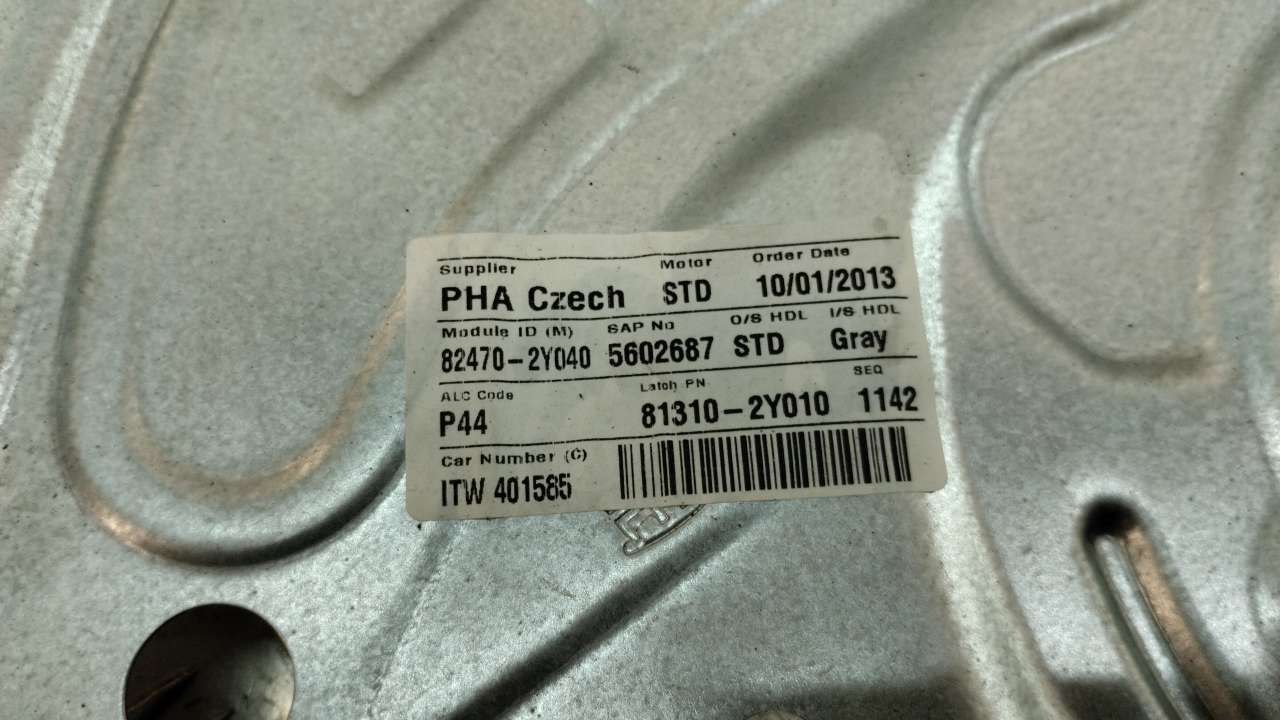 Supplier Motor Order Date
PHA Czech STD 10/01/2013
Module ID (M) SAP No O/S HDL I/S HDL
82470-2Y040 5602687 STD Gray
ALC Code Latch PN SEQ
P44 81310-2Y010 1142
Car Number (C)
ITW 401585